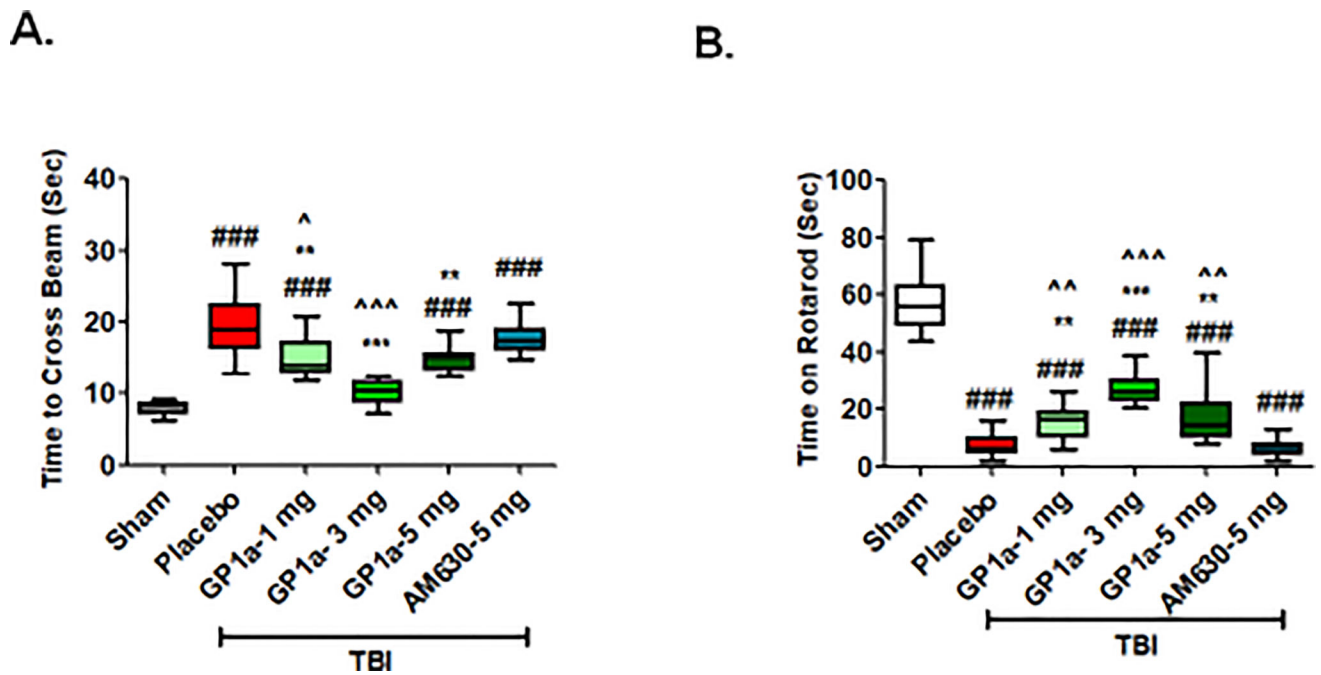 A.
Time to Cross Beam (Sec)
40
30
20
10
0
###
^
**
###
^^^
***
**
###
###
Sham
Placebo
GP1a-1 mg
GP1a- 3 mg
GP1a-5 mg
AM630-5 mg
TBI
B.
Time on Rotarod (Sec)
100
80
60
40
20
0
###
^^
**
###
^^^
***
###
^^
**
###
###
Sham
Placebo
GP1a-1 mg
GP1a- 3 mg
GP1a-5 mg
AM630-5 mg
TBI